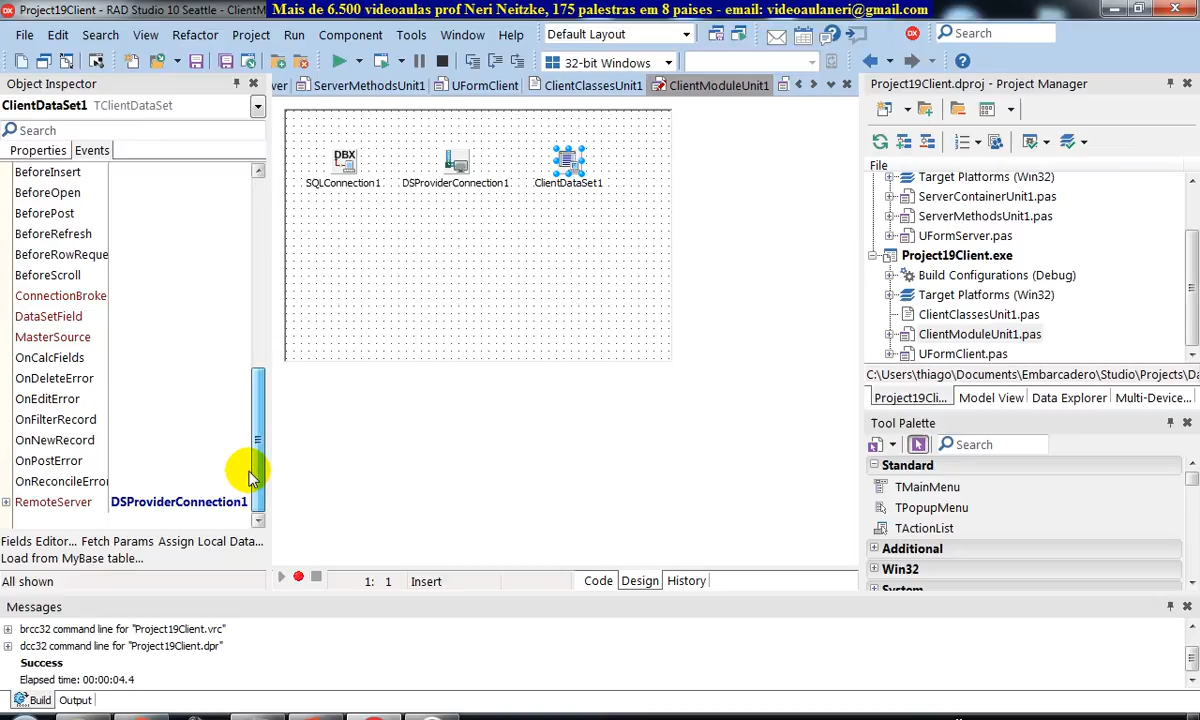 Project19Client - RAD Studio 10 Seattle - ClientM
Mais de 6.500 videoaulas prof Neri Neitzke, 175 palestras em 8 paises - email: videoaulaneri@gmail.com
File Edit Search View Refactor Project Run Component Tools Window Help
Default Layout
Search
32-bit Windows
Object Inspector
ClientDataSet1 TClientDataSet
Search
Properties Events
BeforeInsert
BeforeOpen
BeforePost
BeforeRefresh
BeforeRowReque
BeforeScroll
ConnectionBroke
DataSetField
MasterSource
OnCalcFields
OnDeleteError
OnEditError
OnFilterRecord
OnNewRecord
OnPostError
OnReconcileErro
RemoteServer DSProviderConnection1
Fields Editor... Fetch Params Assign Local Data...
Load from MyBase table...
All shown
ver ServerMethodsUnit1 UFormClient ClientClassesUnit1 ClientModuleUnit1
DBX
SQLConnection1 DSProviderConnection1 ClientDataSet1
1: 1 Insert
Code Design History
Project19Client.dproj - Project Manager
File
Target Platforms (Win32)
ServerContainerUnit1.pas
ServerMethodsUnit1.pas
UFormServer.pas
Project19Client.exe
Build Configurations (Debug)
Target Platforms (Win32)
ClientClassesUnit1.pas
ClientModuleUnit1.pas
UFormClient.pas
C:\Users\thiago\Documents\Embarcadero\Studio\Projects\Da
Project19Cli... Model View Data Explorer Multi-Device...
Tool Palette
Search
Standard
TMainMenu
TPopupMenu
TActionList
Additional
Win32
System
Messages
brcc32 command line for "Project19Client.vrc"
dcc32 command line for "Project19Client.dpr"
Success
Elapsed time: 00:00:04.4
Build Output